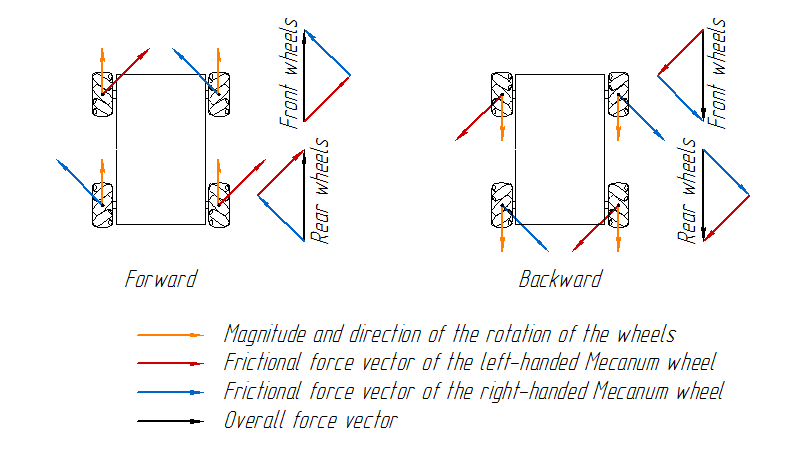 Front wheels
Rear wheels
Forward
Front wheels
Rear wheels
Backward
Magnitude and direction of the rotation of the wheels
Frictional force vector of the left-handed Mecanum wheel
Frictional force vector of the right-handed Mecanum wheel
Overall force vector